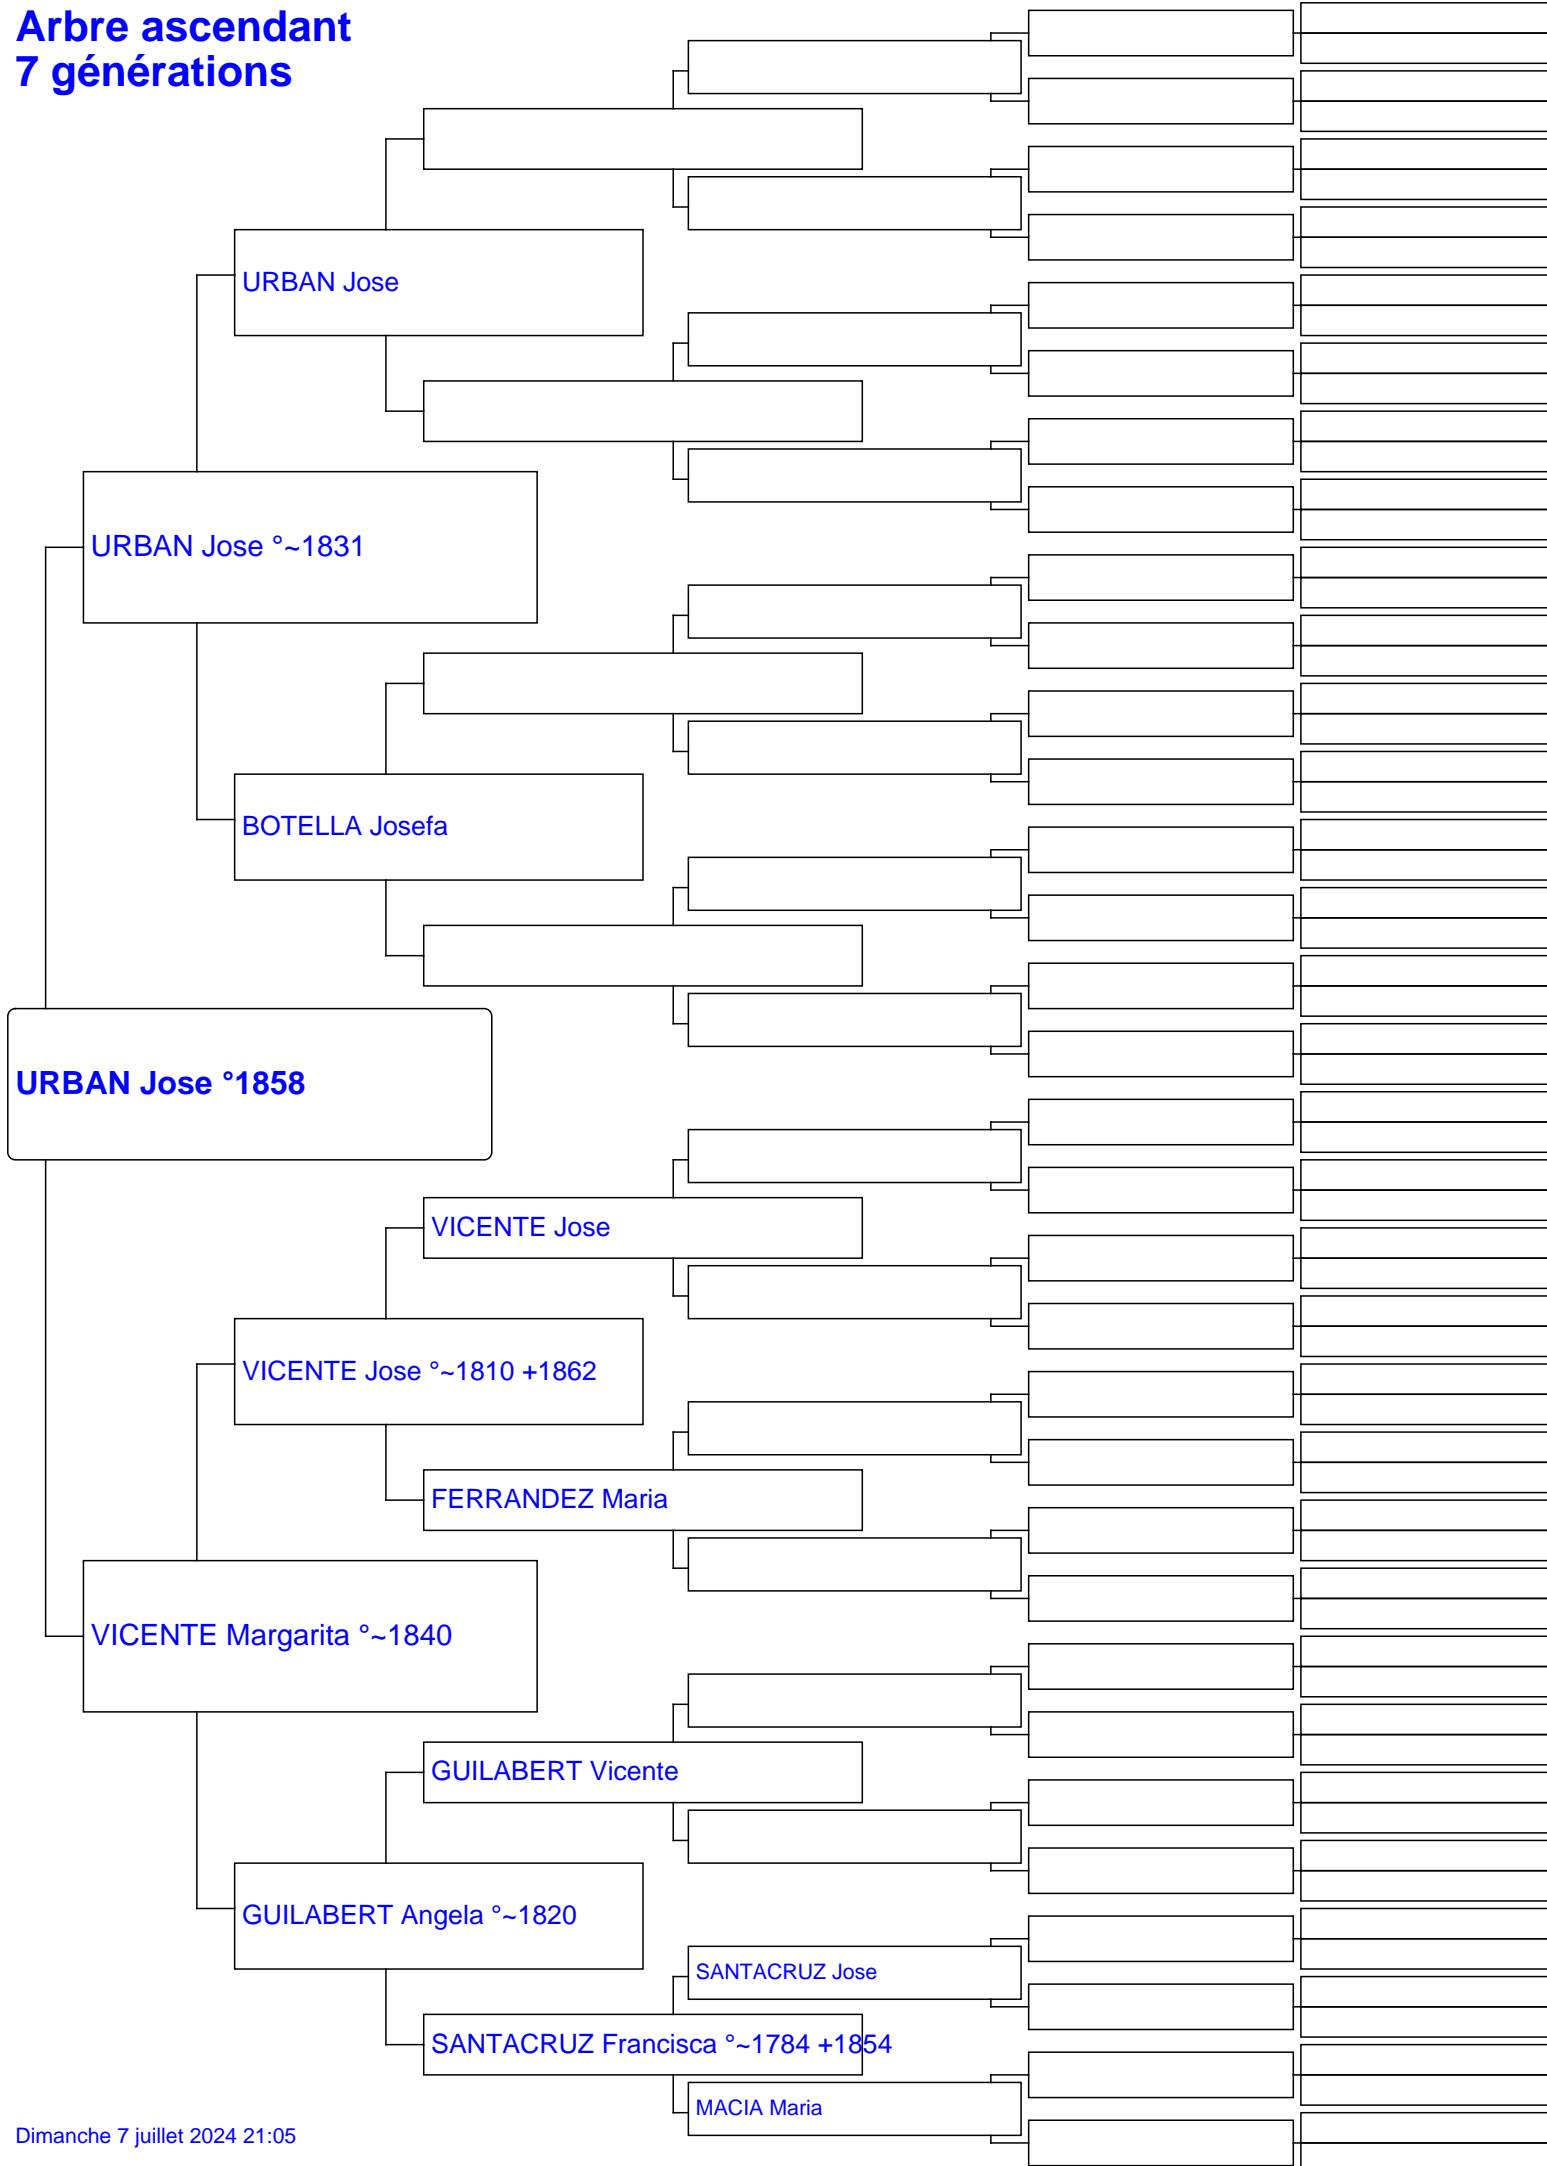 Arbre ascendant
7 générations
URBAN Jose
URBAN Jose °~1831
BOTELLA Josefa
URBAN Jose °1858
VICENTE Jose
VICENTE Jose °~1810 +1862
FERRANDEZ Maria
VICENTE Margarita °~1840
GUILABERT Vicente
GUILABERT Angela °~1820
SANTACRUZ Jose
SANTACRUZ Francisca °~1784 +1854
MACIA Maria
Dimanche 7 juillet 2024 21:05